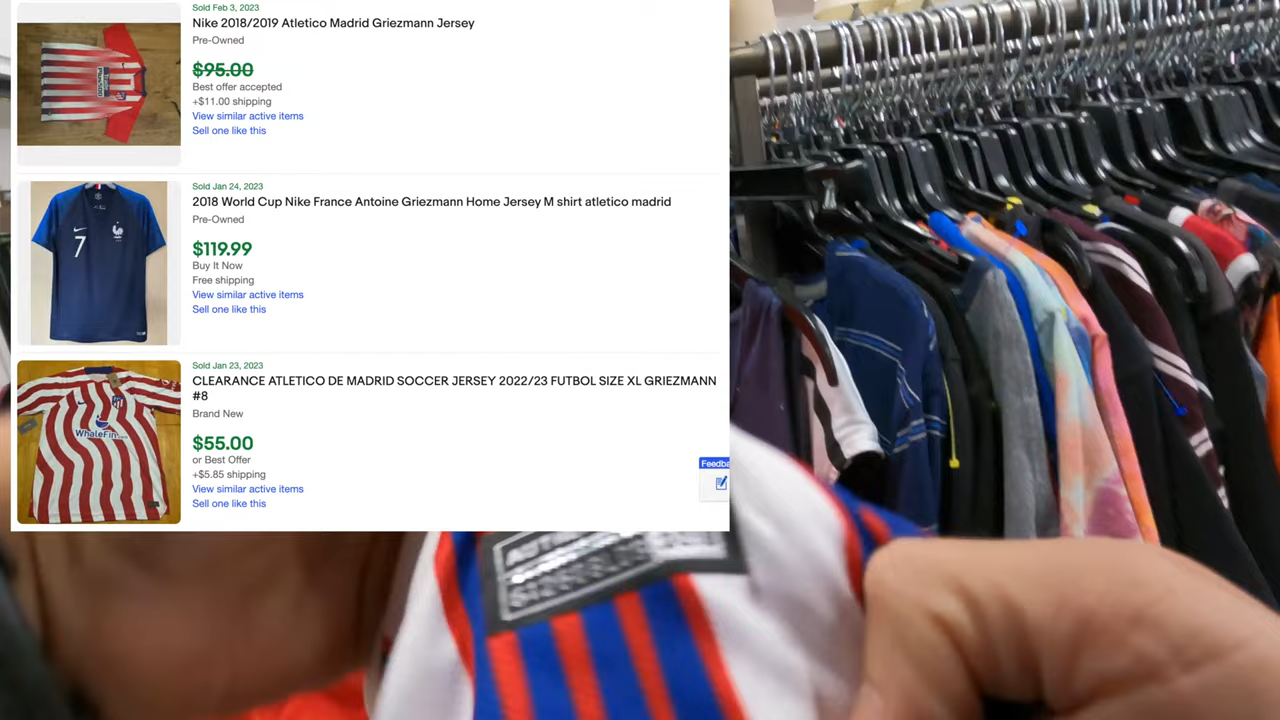 Sold Feb 3, 2023
Nike 2018/2019 Atletico Madrid Griezmann Jersey
Pre-Owned
$95.00
Best offer accepted
+$11.00 shipping
View similar active items
Sell one like this
Sold Jan 24, 2023
2018 World Cup Nike France Antoine Griezmann Home Jersey M shirt atletico madrid
Pre-Owned
7
$119.99
Buy It Now
Free shipping
View similar active items
Sell one like this
Sold Jan 23, 2023
CLEARANCE ATLETICO DE MADRID SOCCER JERSEY 2022/23 FUTBOL SIZE XL GRIEZMANN
#8
Brand New
WhaleFin
$55.00
or Best Offer
+$5.85 shipping
View similar active items
Sell one like this